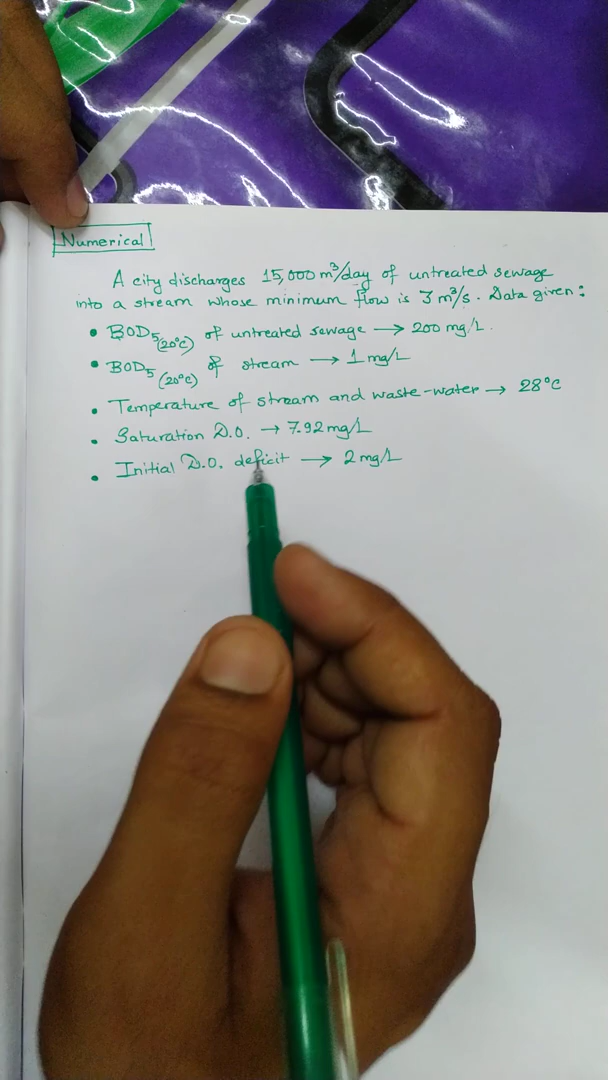 Numerical
A city discharges 15,000 m³/day of untreated sewage
into a stream whose minimum flow is 3 m³/s. Data given:
• BOD₅(20°C) of untreated sewage → 200 mg/L.
• BOD₅(20°C) of stream → 1 mg/L
• Temperature of stream and waste-water → 28°C
• Saturation D.O. → 7.92 mg/L
• Initial D.O. deficit → 2 mg/L